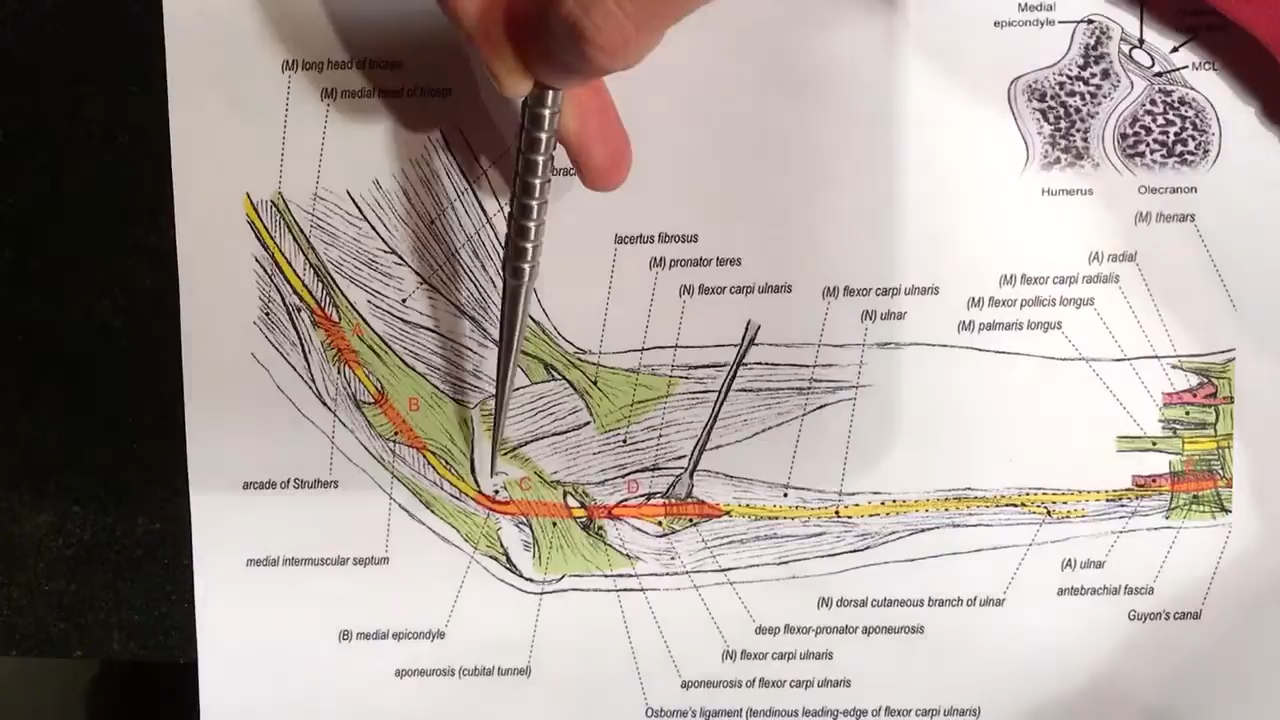 Medial
epicondyle
MCL
Humerus
Olecranon
(M) long head of triceps
(M) medial head of triceps
brac
lacertus fibrosus
(M) pronator teres
(N) flexor carpi ulnaris
(M) flexor carpi ulnaris
(N) ulnar
(M) thenars
(A) radial
(M) flexor carpi radialis
(M) flexor pollicis longus
(M) palmaris longus
A
B
C
D
arcade of Struthers
medial intermuscular septum
(B) medial epicondyle
aponeurosis (cubital tunnel)
(A) ulnar
antebrachial fascia
Guyon's canal
(N) dorsal cutaneous branch of ulnar
deep flexor-pronator aponeurosis
(N) flexor carpi ulnaris
aponeurosis of flexor carpi ulnaris
Osborne's ligament (tendinous leading-edge of flexor carpi ulnaris)